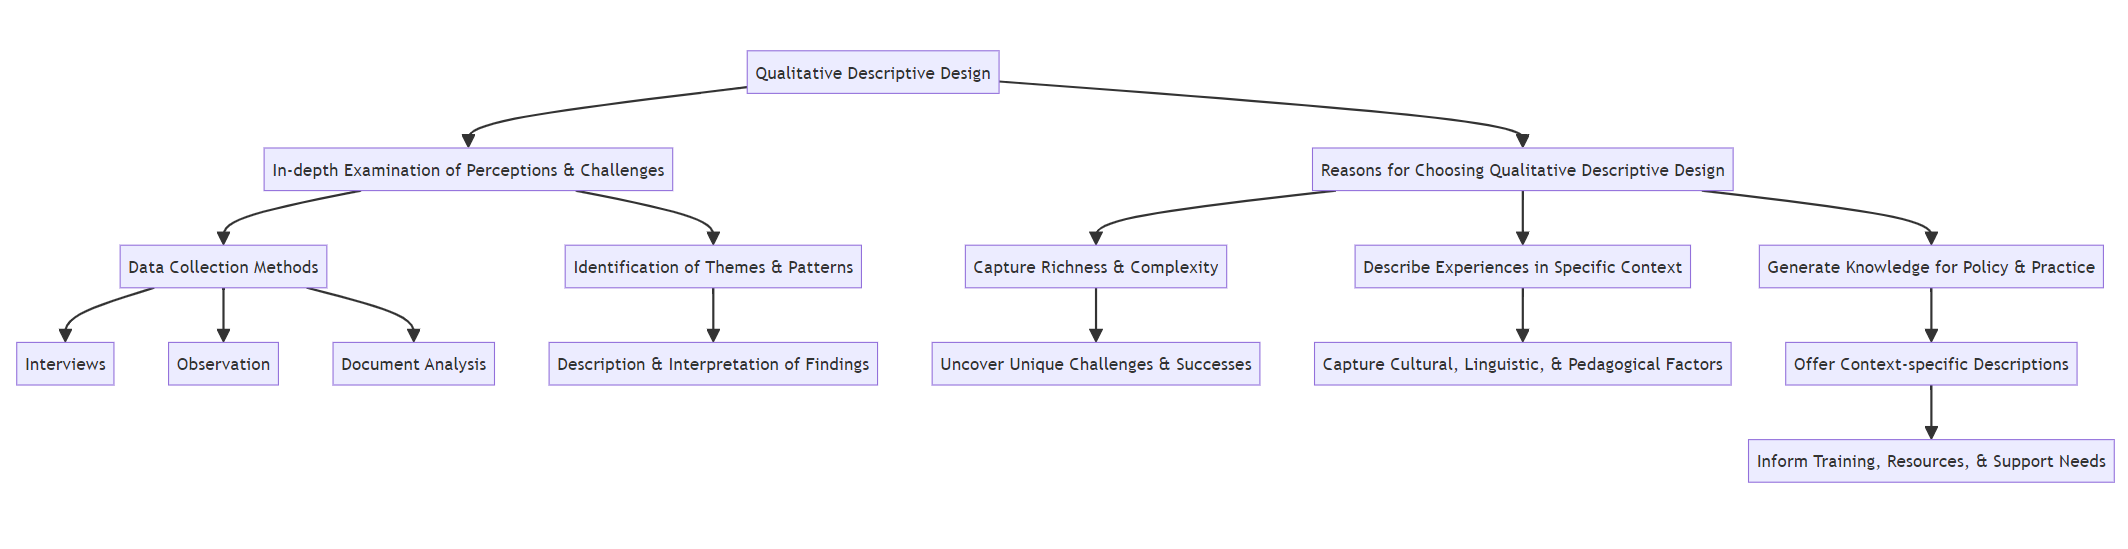 Qualitative Descriptive Design
In-depth Examination of Perceptions & Challenges
Reasons for Choosing Qualitative Descriptive Design
Data Collection Methods
Identification of Themes & Patterns
Capture Richness & Complexity
Describe Experiences in Specific Context
Generate Knowledge for Policy & Practice
Interviews
Observation
Document Analysis
Description & Interpretation of Findings
Uncover Unique Challenges & Successes
Capture Cultural, Linguistic, & Pedagogical Factors
Offer Context-specific Descriptions
Inform Training, Resources, & Support Needs